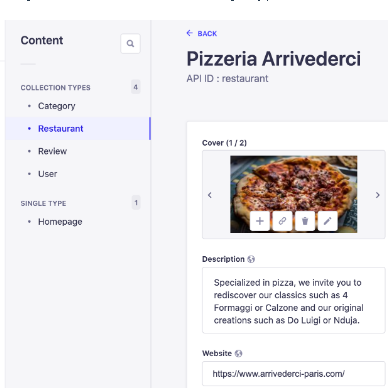 Content
COLLECTION TYPES 4
Category
Restaurant
Review
User
SINGLE TYPE 1
Homepage
BACK
Pizzeria Arrivederci
API ID : restaurant
Cover (1 / 2)
Description
Specialized in pizza, we invite you to
rediscover our classics such as 4
Formaggi or Calzone and our original
creations such as Do Luigi or Nduja.
Website
https://www.arrivederci-paris.com/